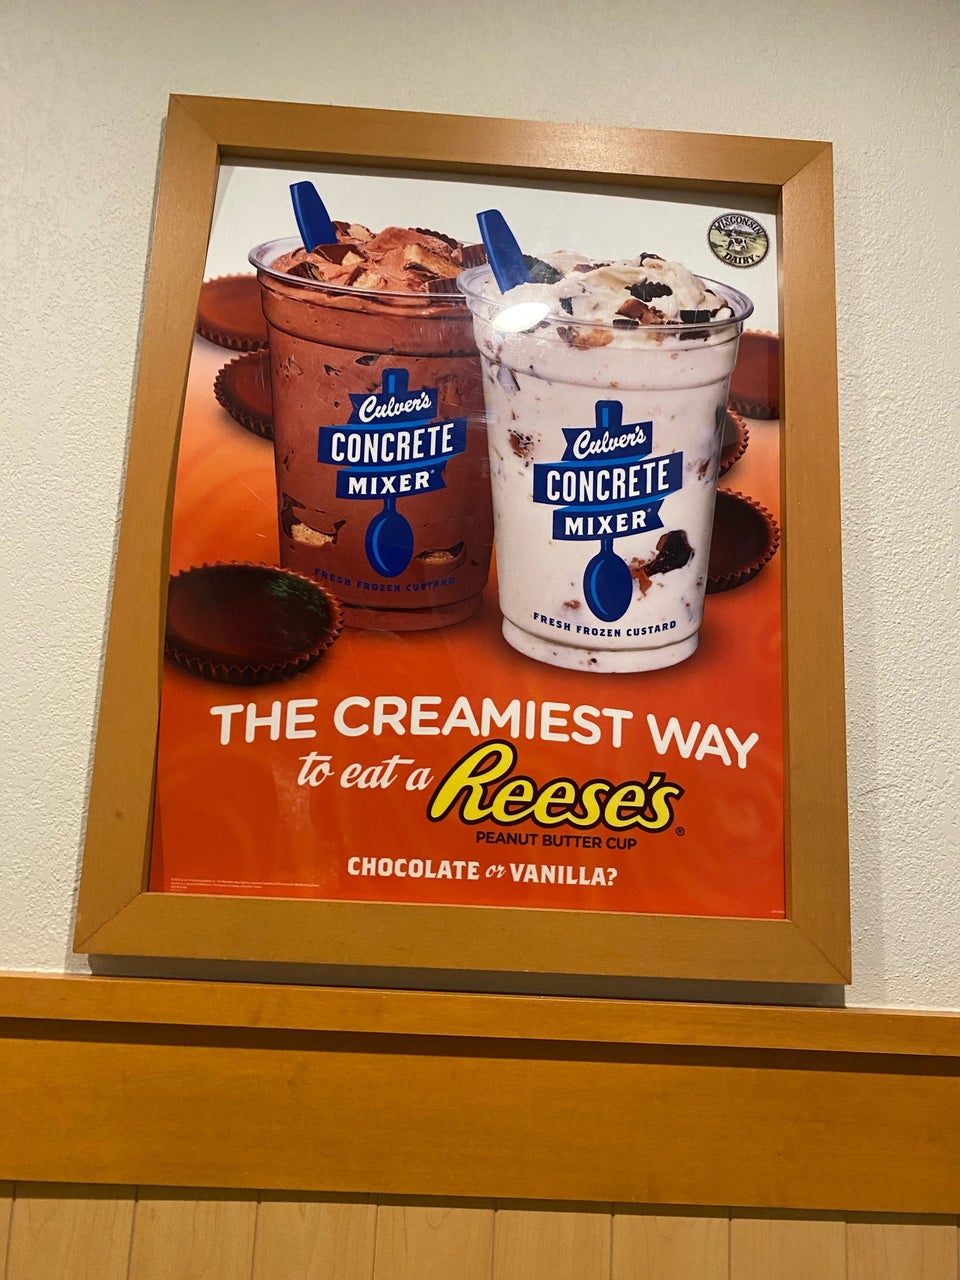 WISCONSIN
DAIRY
Culver's
CONCRETE
MIXER
FRESH FROZEN CUSTARD
Culver's
CONCRETE
MIXER
FRESH FROZEN CUSTARD
THE CREAMIEST WAY
to eat a Reese's®
PEANUT BUTTER CUP
CHOCOLATE or VANILLA?